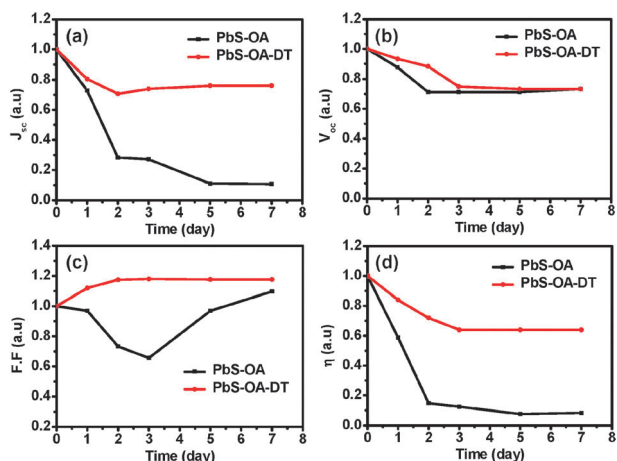 (a)
PbS-OA
PbS-OA-DT
J_sc (a.u)
1.2
1.0
0.8
0.6
0.4
0.2
0.0
0 1 2 3 4 5 6 7 8
Time (day)
(b)
PbS-OA
PbS-OA-DT
V_oc (a.u)
1.2
1.0
0.8
0.6
0.4
0.2
0.0
0 1 2 3 4 5 6 7 8
Time (day)
(c)
PbS-OA
PbS-OA-DT
F.F (a.u)
1.4
1.2
1.0
0.8
0.6
0.4
0.2
0 1 2 3 4 5 6 7 8
Time (day)
(d)
PbS-OA
PbS-OA-DT
η (a.u)
1.2
1.0
0.8
0.6
0.4
0.2
0.0
0 1 2 3 4 5 6 7 8
Time (day)